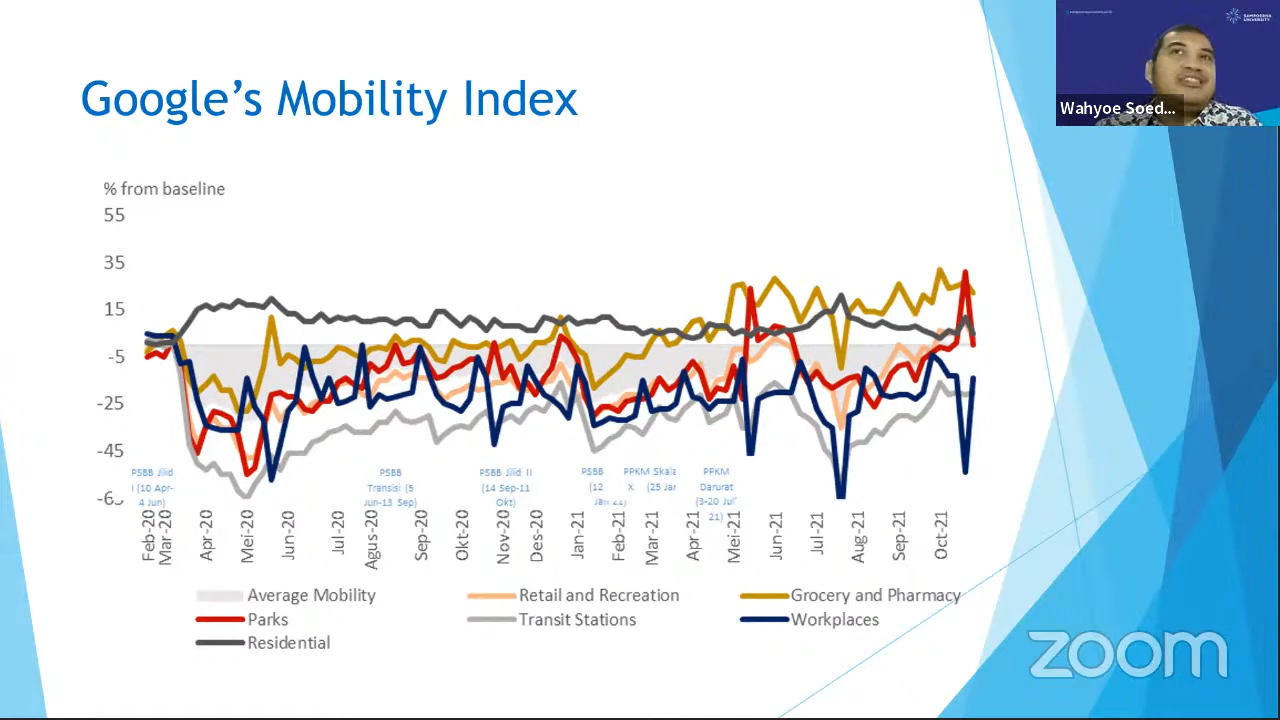 SAMPOERNA
UNIVERSITY
Wahyoe Soed...
Google's Mobility Index
% from baseline
55
35
15
-5
-25
-45
PSBB Jilid
I (10 Apr-
4 Jun)
PSBB
Transisi (5
Jun-13 Sep)
PSBB Jilid II
(14 Sep-11
Okt)
PSBB
(12
Jan 21)
PPKM Skala
(25 Jan
PPKM
Darurat
(3-20 Jul'
21)
Feb-20
Mar-20
Apr-20
Mei-20
Jun-20
Jul-20
Agus-20
Sep-20
Okt-20
Nov-20
Des-20
Jan-21
Feb-21
Mar-21
Apr-21
Mei-21
Jun-21
Jul-21
Aug-21
Sep-21
Oct-21
Average Mobility
Retail and Recreation
Grocery and Pharmacy
Parks
Transit Stations
Workplaces
Residential
zoom